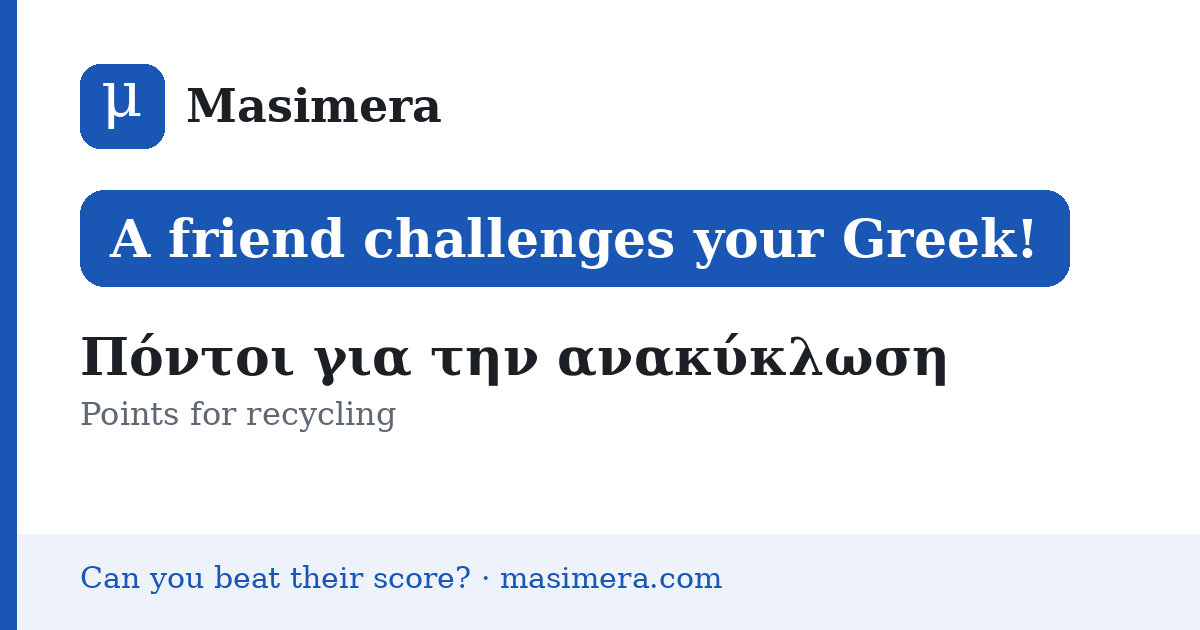 μ Masimera
A friend challenges your Greek!
Πόντοι για την ανακύκλωση
Points for recycling
Can you beat their score? · masimera.com